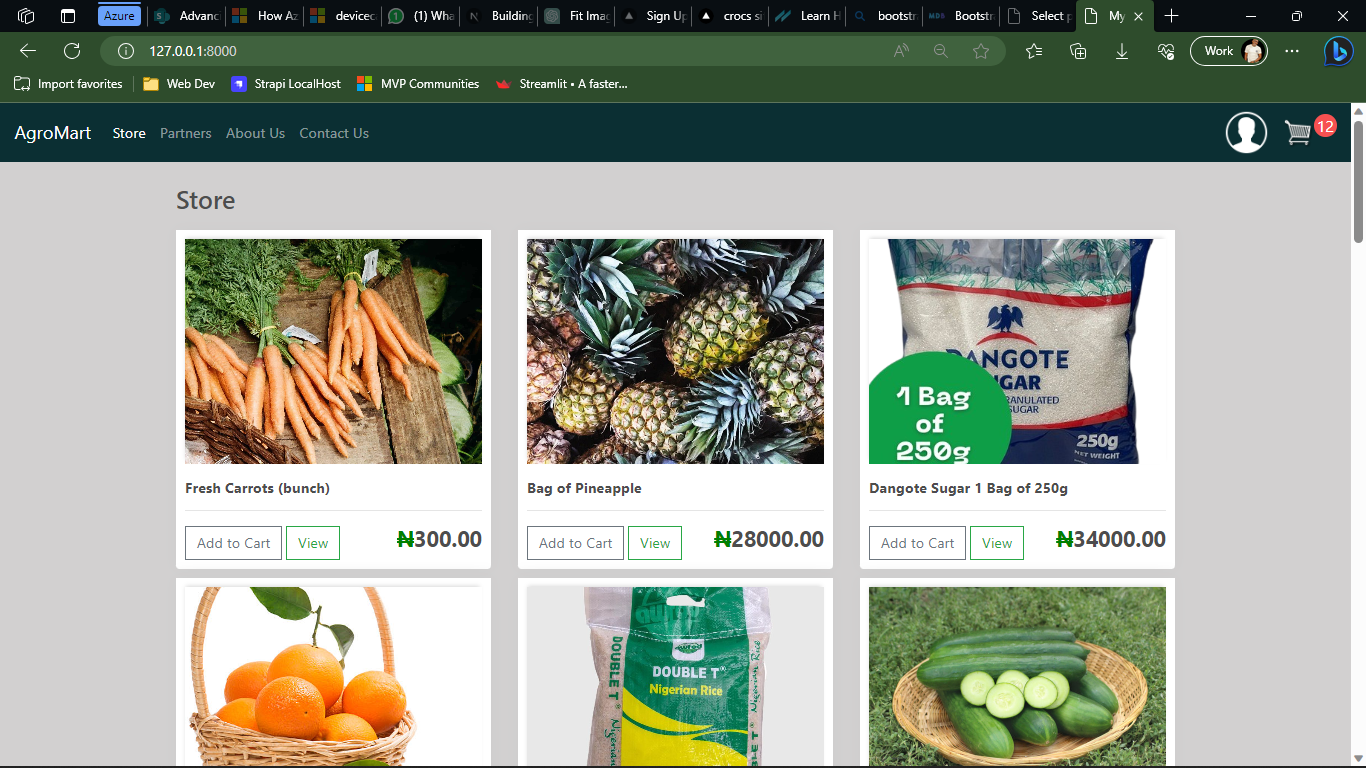 Azure
Advanc
How Az
devicec
(1) Wha
Building
Fit Imag
Sign Up
crocs si
Learn H
bootstr
Bootstr
Select p
My
127.0.0.1:8000
Work
Import favorites
Web Dev
Strapi LocalHost
MVP Communities
Streamlit • A faster...
AgroMart
Store
Partners
About Us
Contact Us
12
Store
DANGOTE
SUGAR
GRANULATED
SUGAR
1 Bag
of
250g
250g
NET WEIGHT
Fresh Carrots (bunch)
Bag of Pineapple
Dangote Sugar 1 Bag of 250g
Add to Cart
View
₦300.00
Add to Cart
View
₦28000.00
Add to Cart
View
₦34000.00
DOUBLE T
DOUBLE T
Nigerian Rice
Nigerian Rice